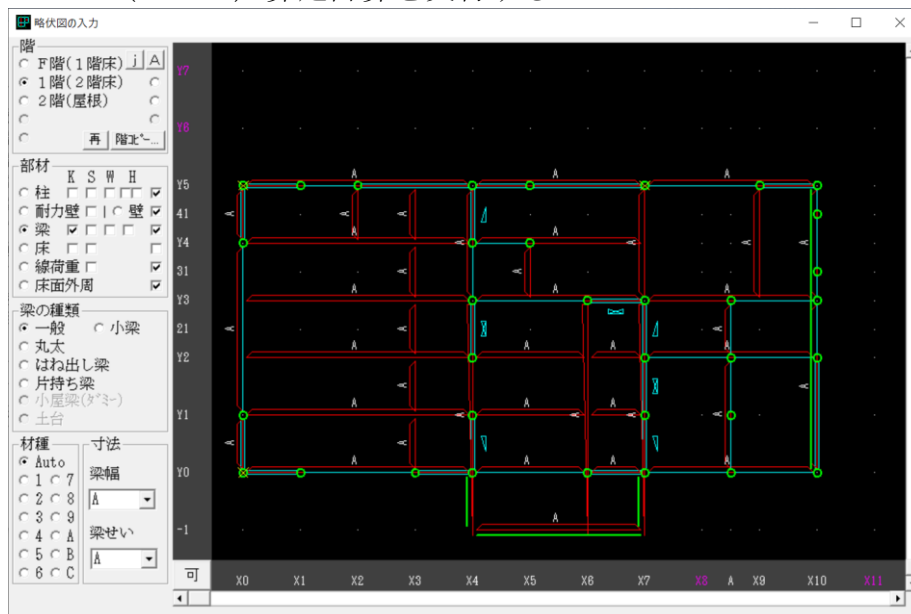 略伏図の入力
階
F階(1階床) j A
1階(2階床)
2階(屋根)
再 階ｺﾋﾟｰ...
部材
K S W H
柱
耐力壁 壁
梁
床
線荷重
床面外周
梁の種類
一般 小梁
丸太
はね出し梁
片持ち梁
小屋梁(ﾀﾞﾐｰ)
土台
材種
Auto
1 7
2 8
3 9
4 A
5 B
6 C
寸法
梁幅
A
梁せい
A
Y7
Y6
Y5
41
Y4
31
Y3
21
Y2
Y1
Y0
-1
可
X0 X1 X2 X3 X4 X5 X6 X7 X8 A X9 X10 X11